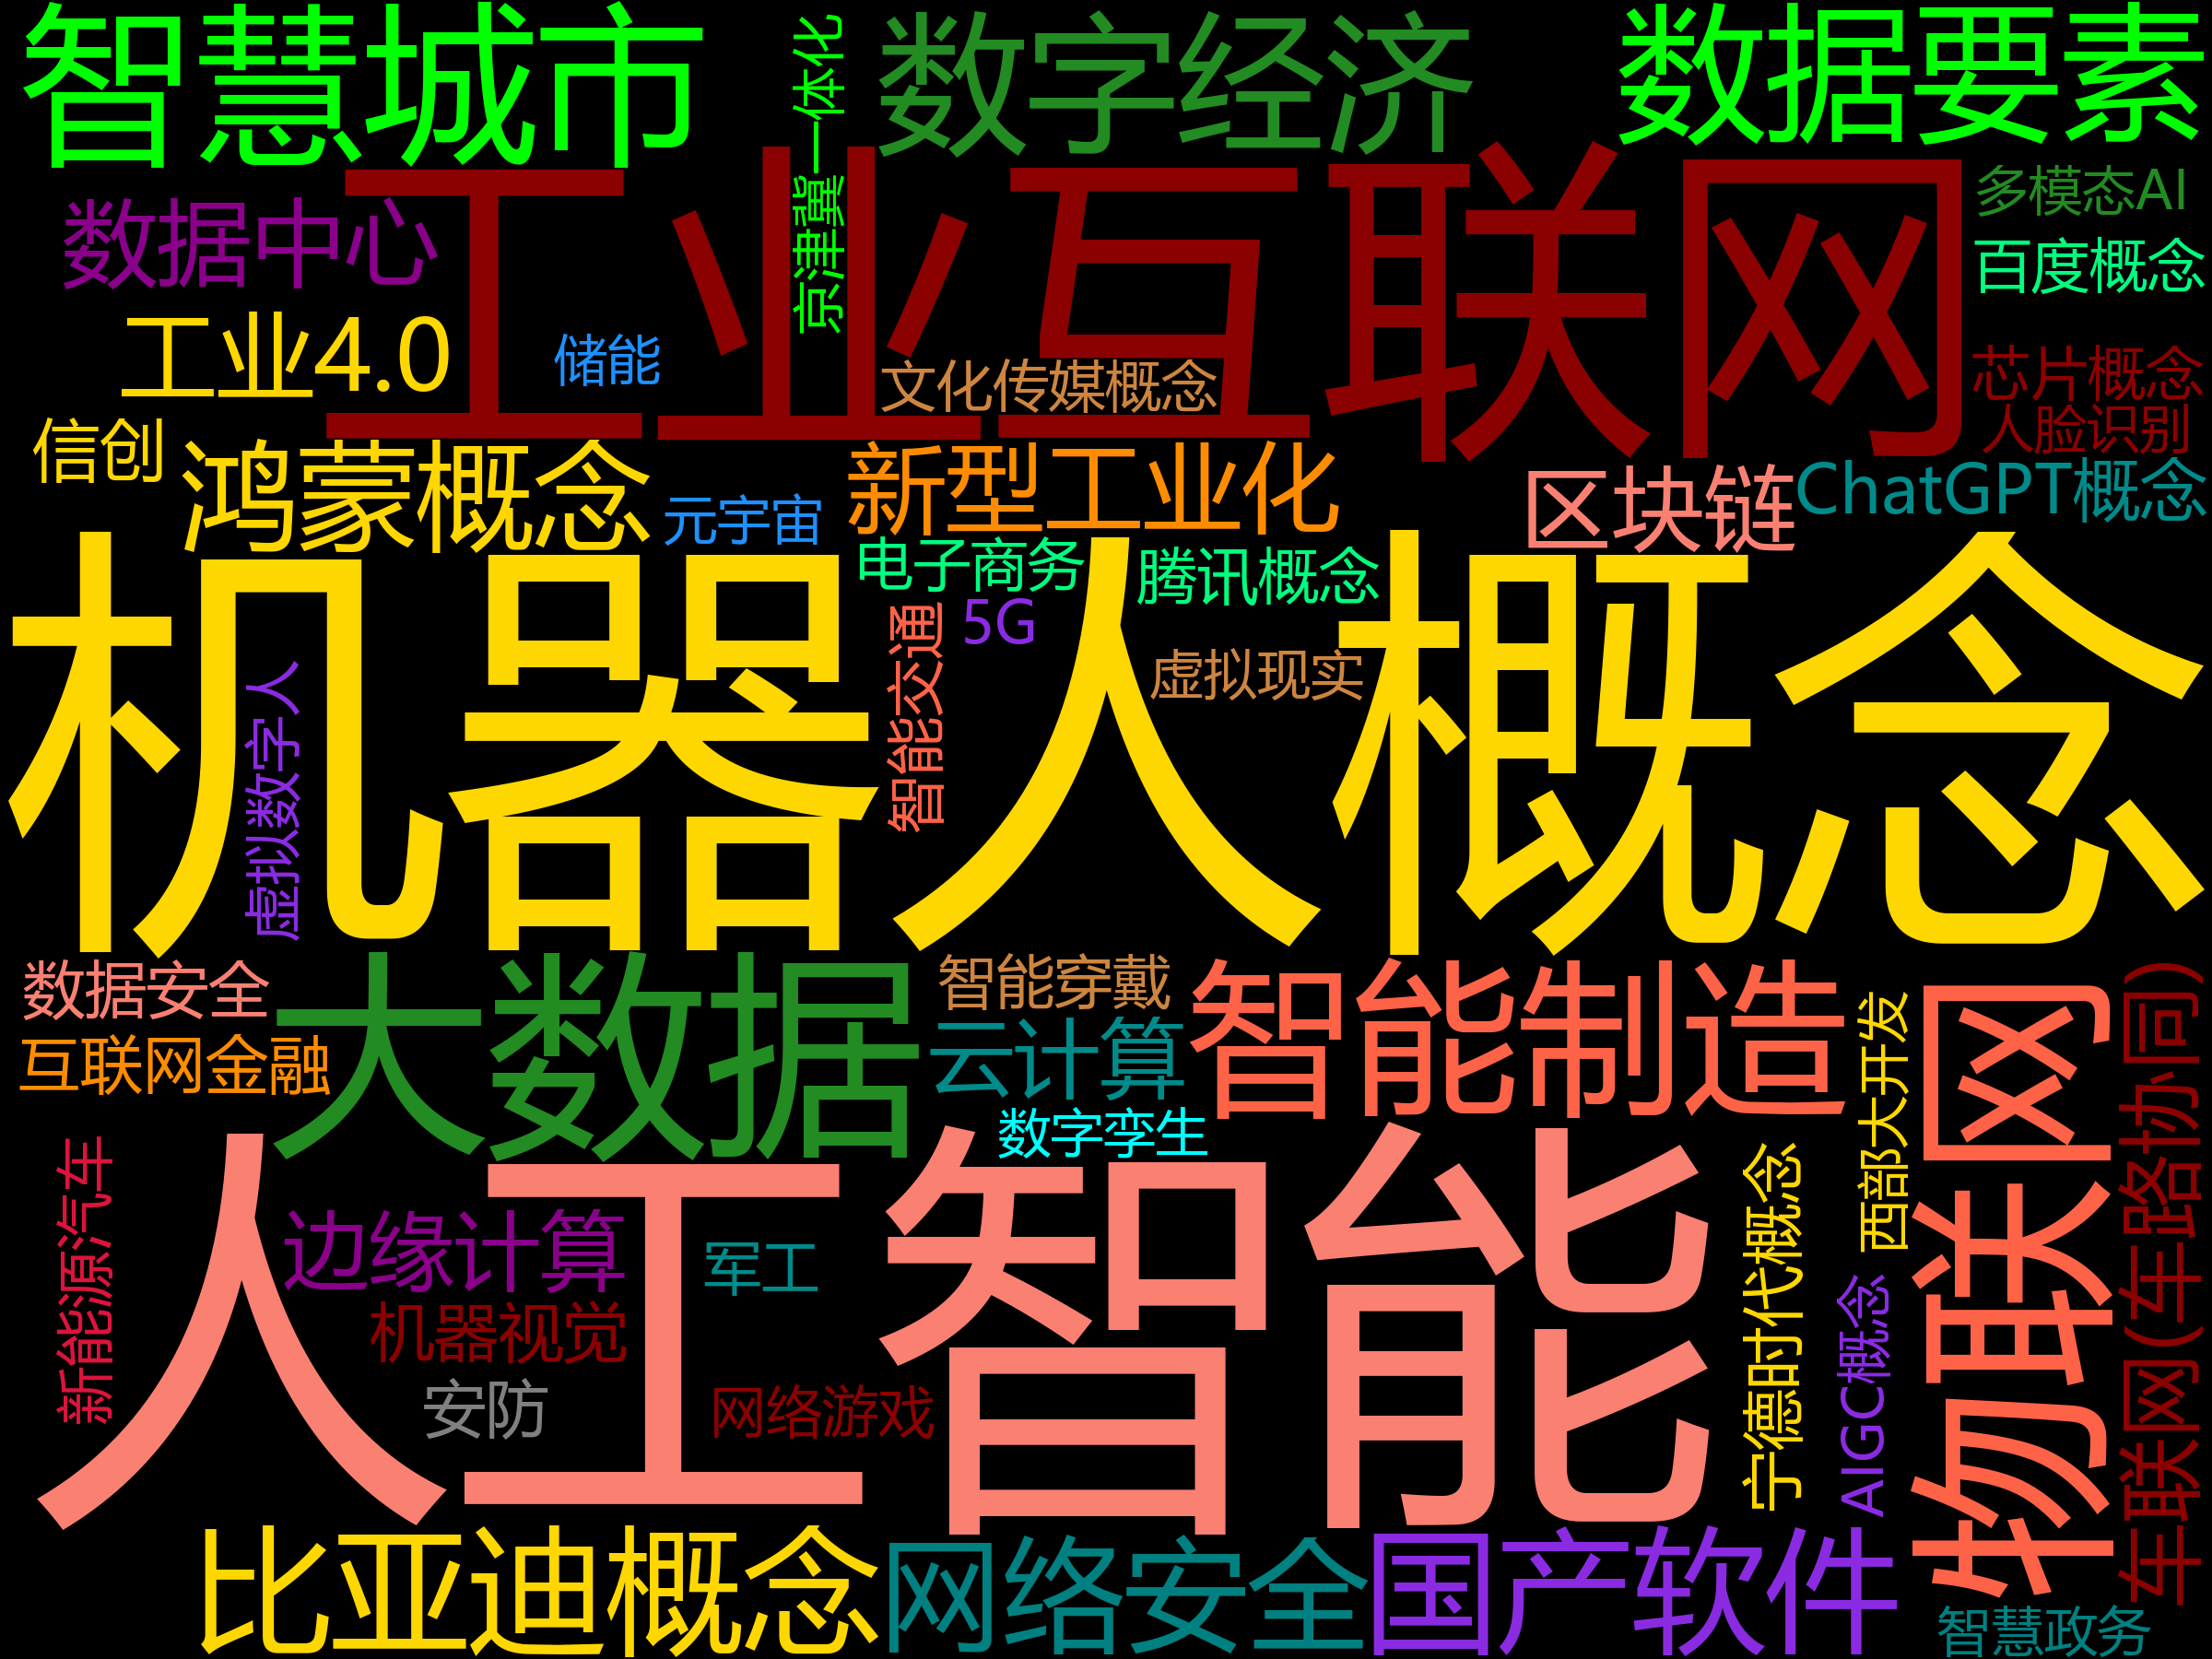 智慧城市
京津冀一体化
数字经济
数据要素
工业互联网
多模态AI
数据中心
百度概念
工业4.0
储能
文化传媒概念
芯片概念
人脸识别
信创
鸿蒙概念
元宇宙
新型工业化
区块链
ChatGPT概念
机器人概念
电子商务
腾讯概念
5G
智能交通
虚拟现实
虚拟数字人
数据安全
大数据
智能穿戴
智能制造
互联网金融
云计算
数字孪生
西部大开发
物联网
车联网(车路协同)
人工智能
新能源汽车
边缘计算
军工
宁德时代概念
AIGC概念
机器视觉
安防
网络游戏
比亚迪概念
网络安全
国产软件
智慧政务